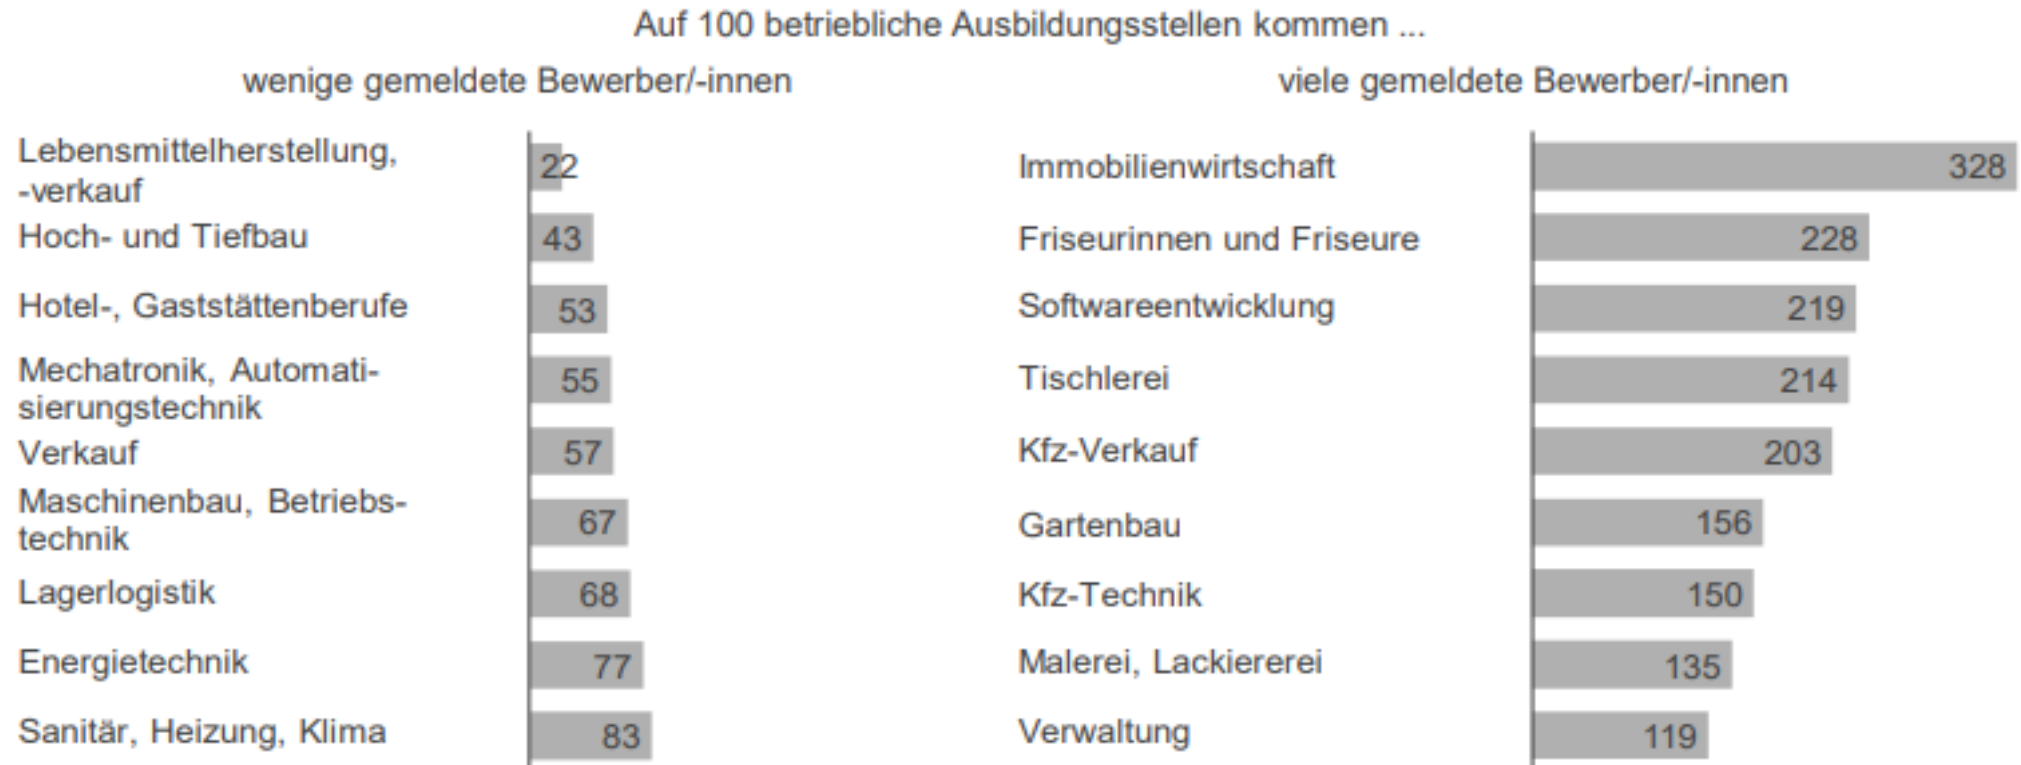 Auf 100 betriebliche Ausbildungsstellen kommen ...
wenige gemeldete Bewerber/-innen
Lebensmittelherstellung,
-verkauf
22
Hoch- und Tiefbau
43
Hotel-, Gaststättenberufe
53
Mechatronik, Automati-
sierungstechnik
55
Verkauf
57
Maschinenbau, Betriebs-
technik
67
Lagerlogistik
68
Energietechnik
77
Sanitär, Heizung, Klima
83
viele gemeldete Bewerber/-innen
Immobilienwirtschaft
328
Friseurinnen und Friseure
228
Softwareentwicklung
219
Tischlerei
214
Kfz-Verkauf
203
Gartenbau
156
Kfz-Technik
150
Malerei, Lackiererei
135
Verwaltung
119